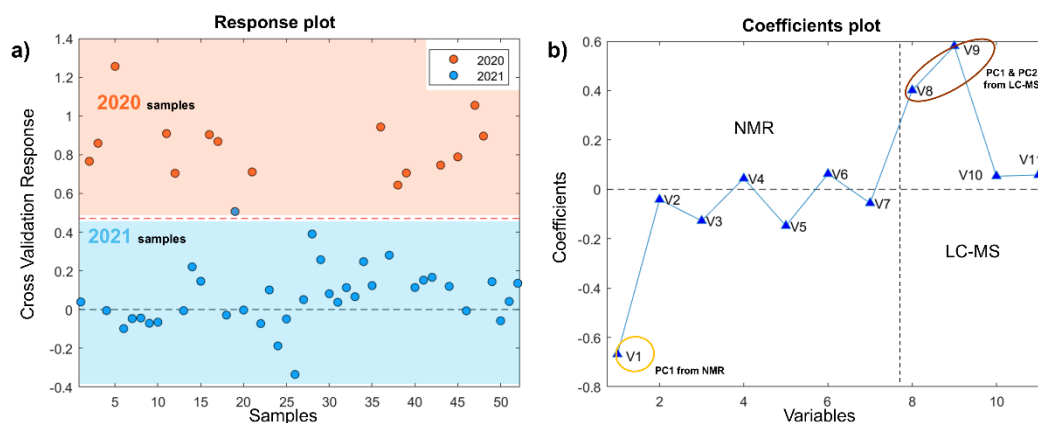 Response plot
a)
1.4
1.2
1
0.8
0.6
0.4
0.2
0
-0.2
-0.4
Cross Validation Response
2020
2021
2020 samples
2021 samples
5 10 15 20 25 30 35 40 45 50
Samples
Coefficients plot
b)
0.6
0.4
0.2
0
-0.2
-0.4
-0.6
-0.8
Coefficients
V9
PC1 & PC2
from LC-MS
V8
NMR
V4
V6
V10
V11
V2
V3
V5
V7
LC-MS
V1
PC1 from NMR
2 4 6 8 10
Variables